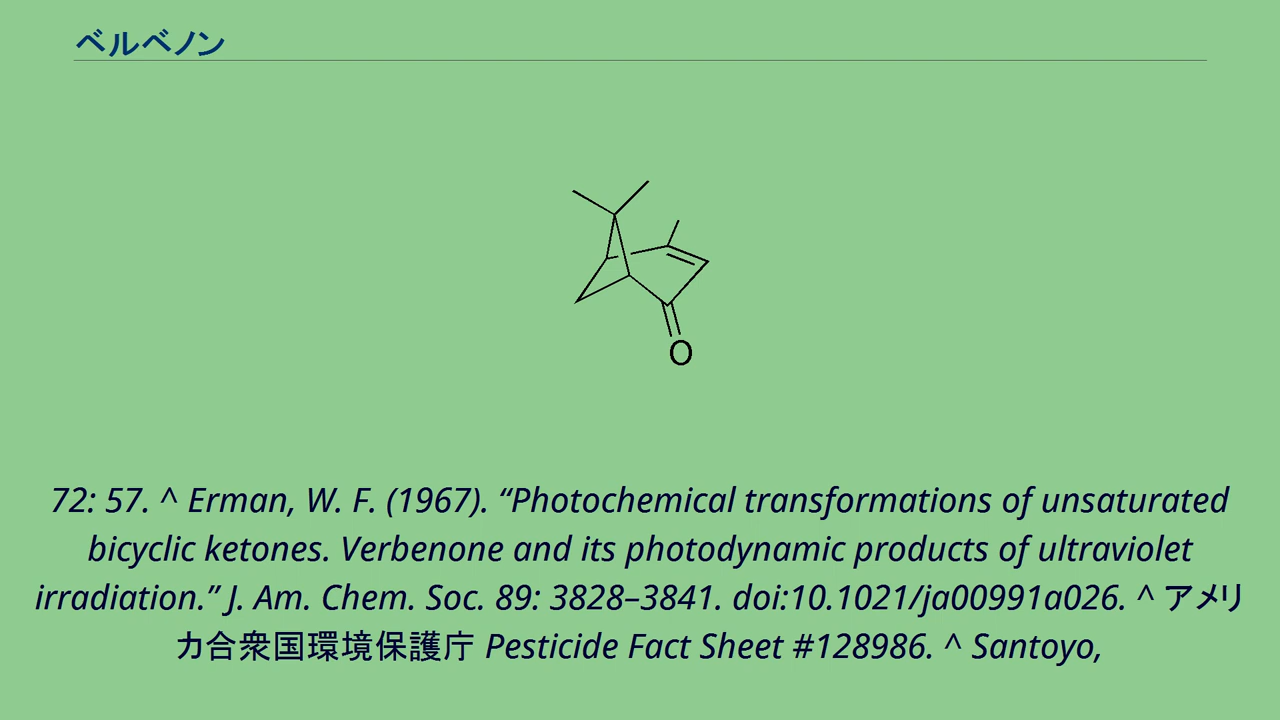 ベルベノン
O
72: 57. ^ Erman, W. F. (1967). “Photochemical transformations of unsaturated
bicyclic ketones. Verbenone and its photodynamic products of ultraviolet
irradiation.” J. Am. Chem. Soc. 89: 3828–3841. doi:10.1021/ja00991a026. ^ アメリ
カ合衆国環境保護庁 Pesticide Fact Sheet #128986. ^ Santoyo,